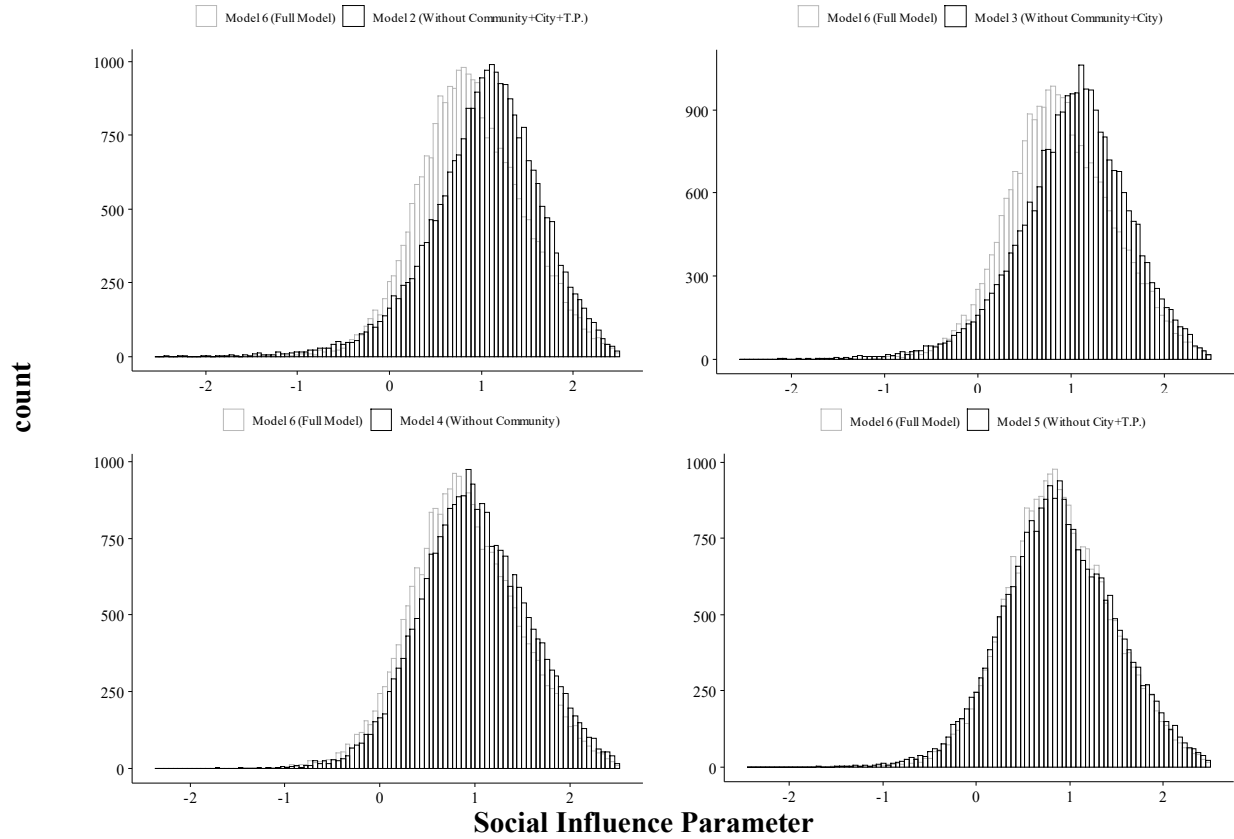 Model 6 (Full Model) Model 2 (Without Community+City+T.P.)
1000
750
500
250
0
-2 -1 0 1 2
Model 6 (Full Model) Model 3 (Without Community+City)
900
600
300
0
-2 -1 0 1 2
count
Model 6 (Full Model) Model 4 (Without Community)
1000
750
500
250
0
-2 -1 0 1 2
Model 6 (Full Model) Model 5 (Without City+T.P.)
1000
750
500
250
0
-2 -1 0 1 2
Social Influence Parameter